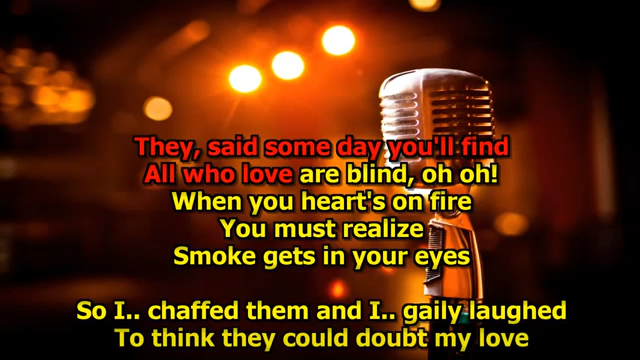 They, said some day you'll find
All who love are blind, oh oh!
When you heart's on fire
You must realize
Smoke gets in your eyes
So I.. chaffed them and I.. gaily laughed
To think they could doubt my love